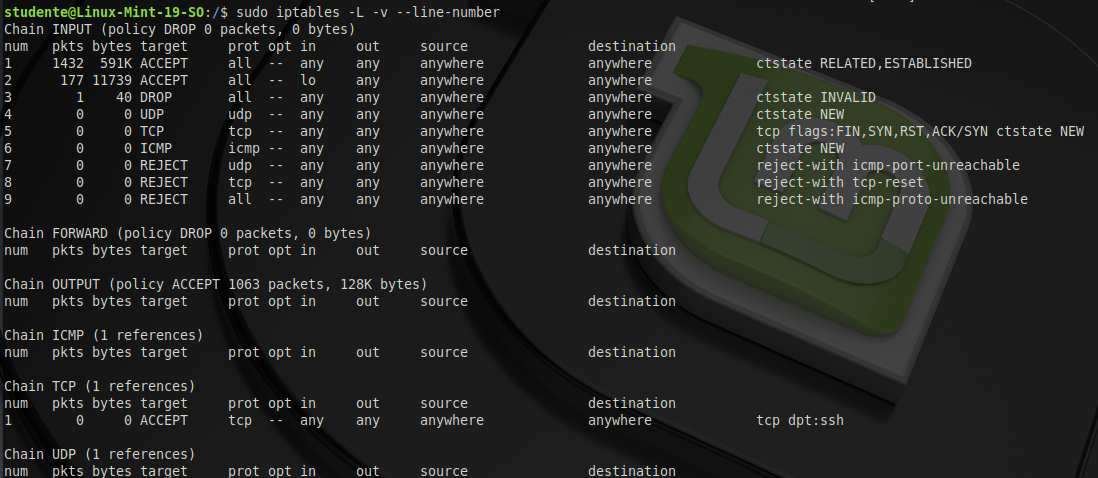 studente@Linux-Mint-19-SO:/$ sudo iptables -L -v --line-number
Chain INPUT (policy DROP 0 packets, 0 bytes)
num   pkts bytes target     prot opt in     out     source               destination
1     1432  591K ACCEPT     all  --  any    any     anywhere             anywhere             ctstate RELATED,ESTABLISHED
2      177 11739 ACCEPT     all  --  lo     any     anywhere             anywhere
3        1    40 DROP       all  --  any    any     anywhere             anywhere             ctstate INVALID
4        0     0 UDP        udp  --  any    any     anywhere             anywhere             ctstate NEW
5        0     0 TCP        tcp  --  any    any     anywhere             anywhere             tcp flags:FIN,SYN,RST,ACK/SYN ctstate NEW
6        0     0 ICMP       icmp --  any    any     anywhere             anywhere             ctstate NEW
7        0     0 REJECT     udp  --  any    any     anywhere             anywhere             reject-with icmp-port-unreachable
8        0     0 REJECT     tcp  --  any    any     anywhere             anywhere             reject-with tcp-reset
9        0     0 REJECT     all  --  any    any     anywhere             anywhere             reject-with icmp-proto-unreachable

Chain FORWARD (policy DROP 0 packets, 0 bytes)
num   pkts bytes target     prot opt in     out     source               destination

Chain OUTPUT (policy ACCEPT 1063 packets, 128K bytes)
num   pkts bytes target     prot opt in     out     source               destination

Chain ICMP (1 references)
num   pkts bytes target     prot opt in     out     source               destination

Chain TCP (1 references)
num   pkts bytes target     prot opt in     out     source               destination
1        0     0 ACCEPT     tcp  --  any    any     anywhere             anywhere             tcp dpt:ssh

Chain UDP (1 references)
num   pkts bytes target     prot opt in     out     source               destination